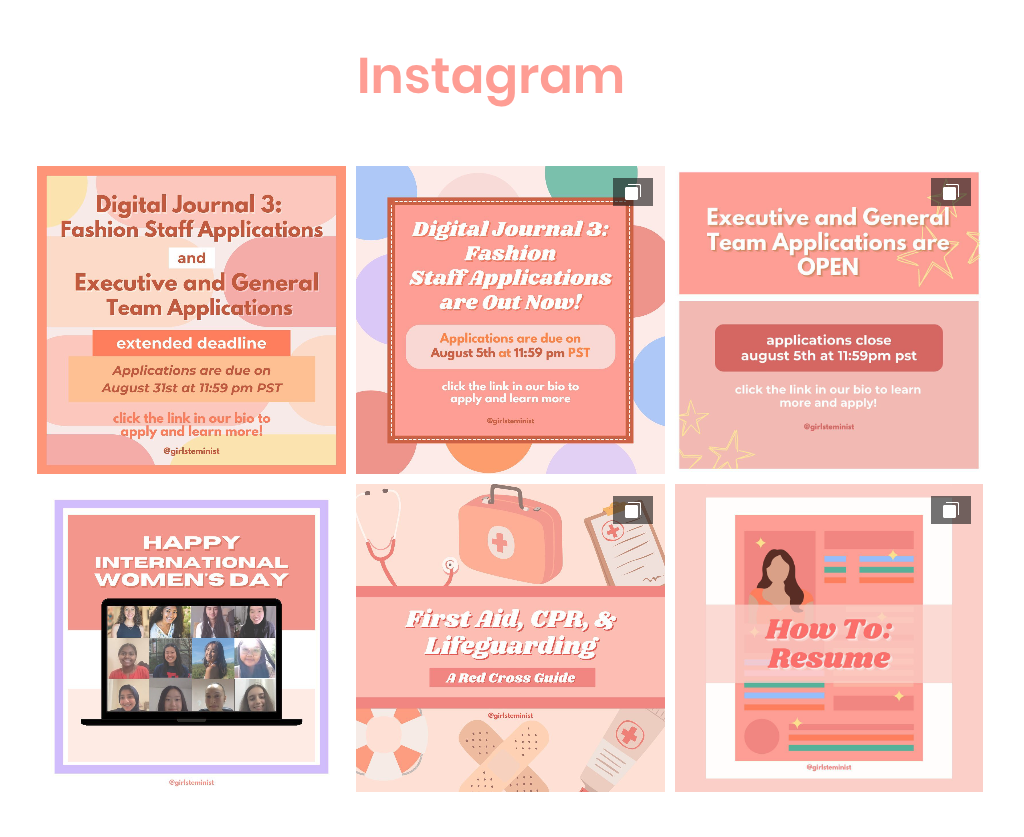 Instagram
Digital Journal 3:
Fashion Staff Applications
and
Executive and General
Team Applications
extended deadline
Applications are due on
August 31st at 11:59 pm PST
click the link in our bio to
apply and learn more!
@girlsteminist
Digital Journal 3:
Fashion
Staff Applications
are Out Now!
Applications are due on
August 5th at 11:59 pm PST
click the link in our bio to
apply and learn more
@girlsteminist
Executive and General
Team Applications are
OPEN
applications close
august 5th at 11:59pm pst
click the link in our bio to learn
more and apply!
@girlsteminist
HAPPY
INTERNATIONAL
WOMEN'S DAY
@girlsteminist
First Aid, CPR, &
Lifeguarding
A Red Cross Guide
@girlsteminist
How To:
Resume
@girlsteminist